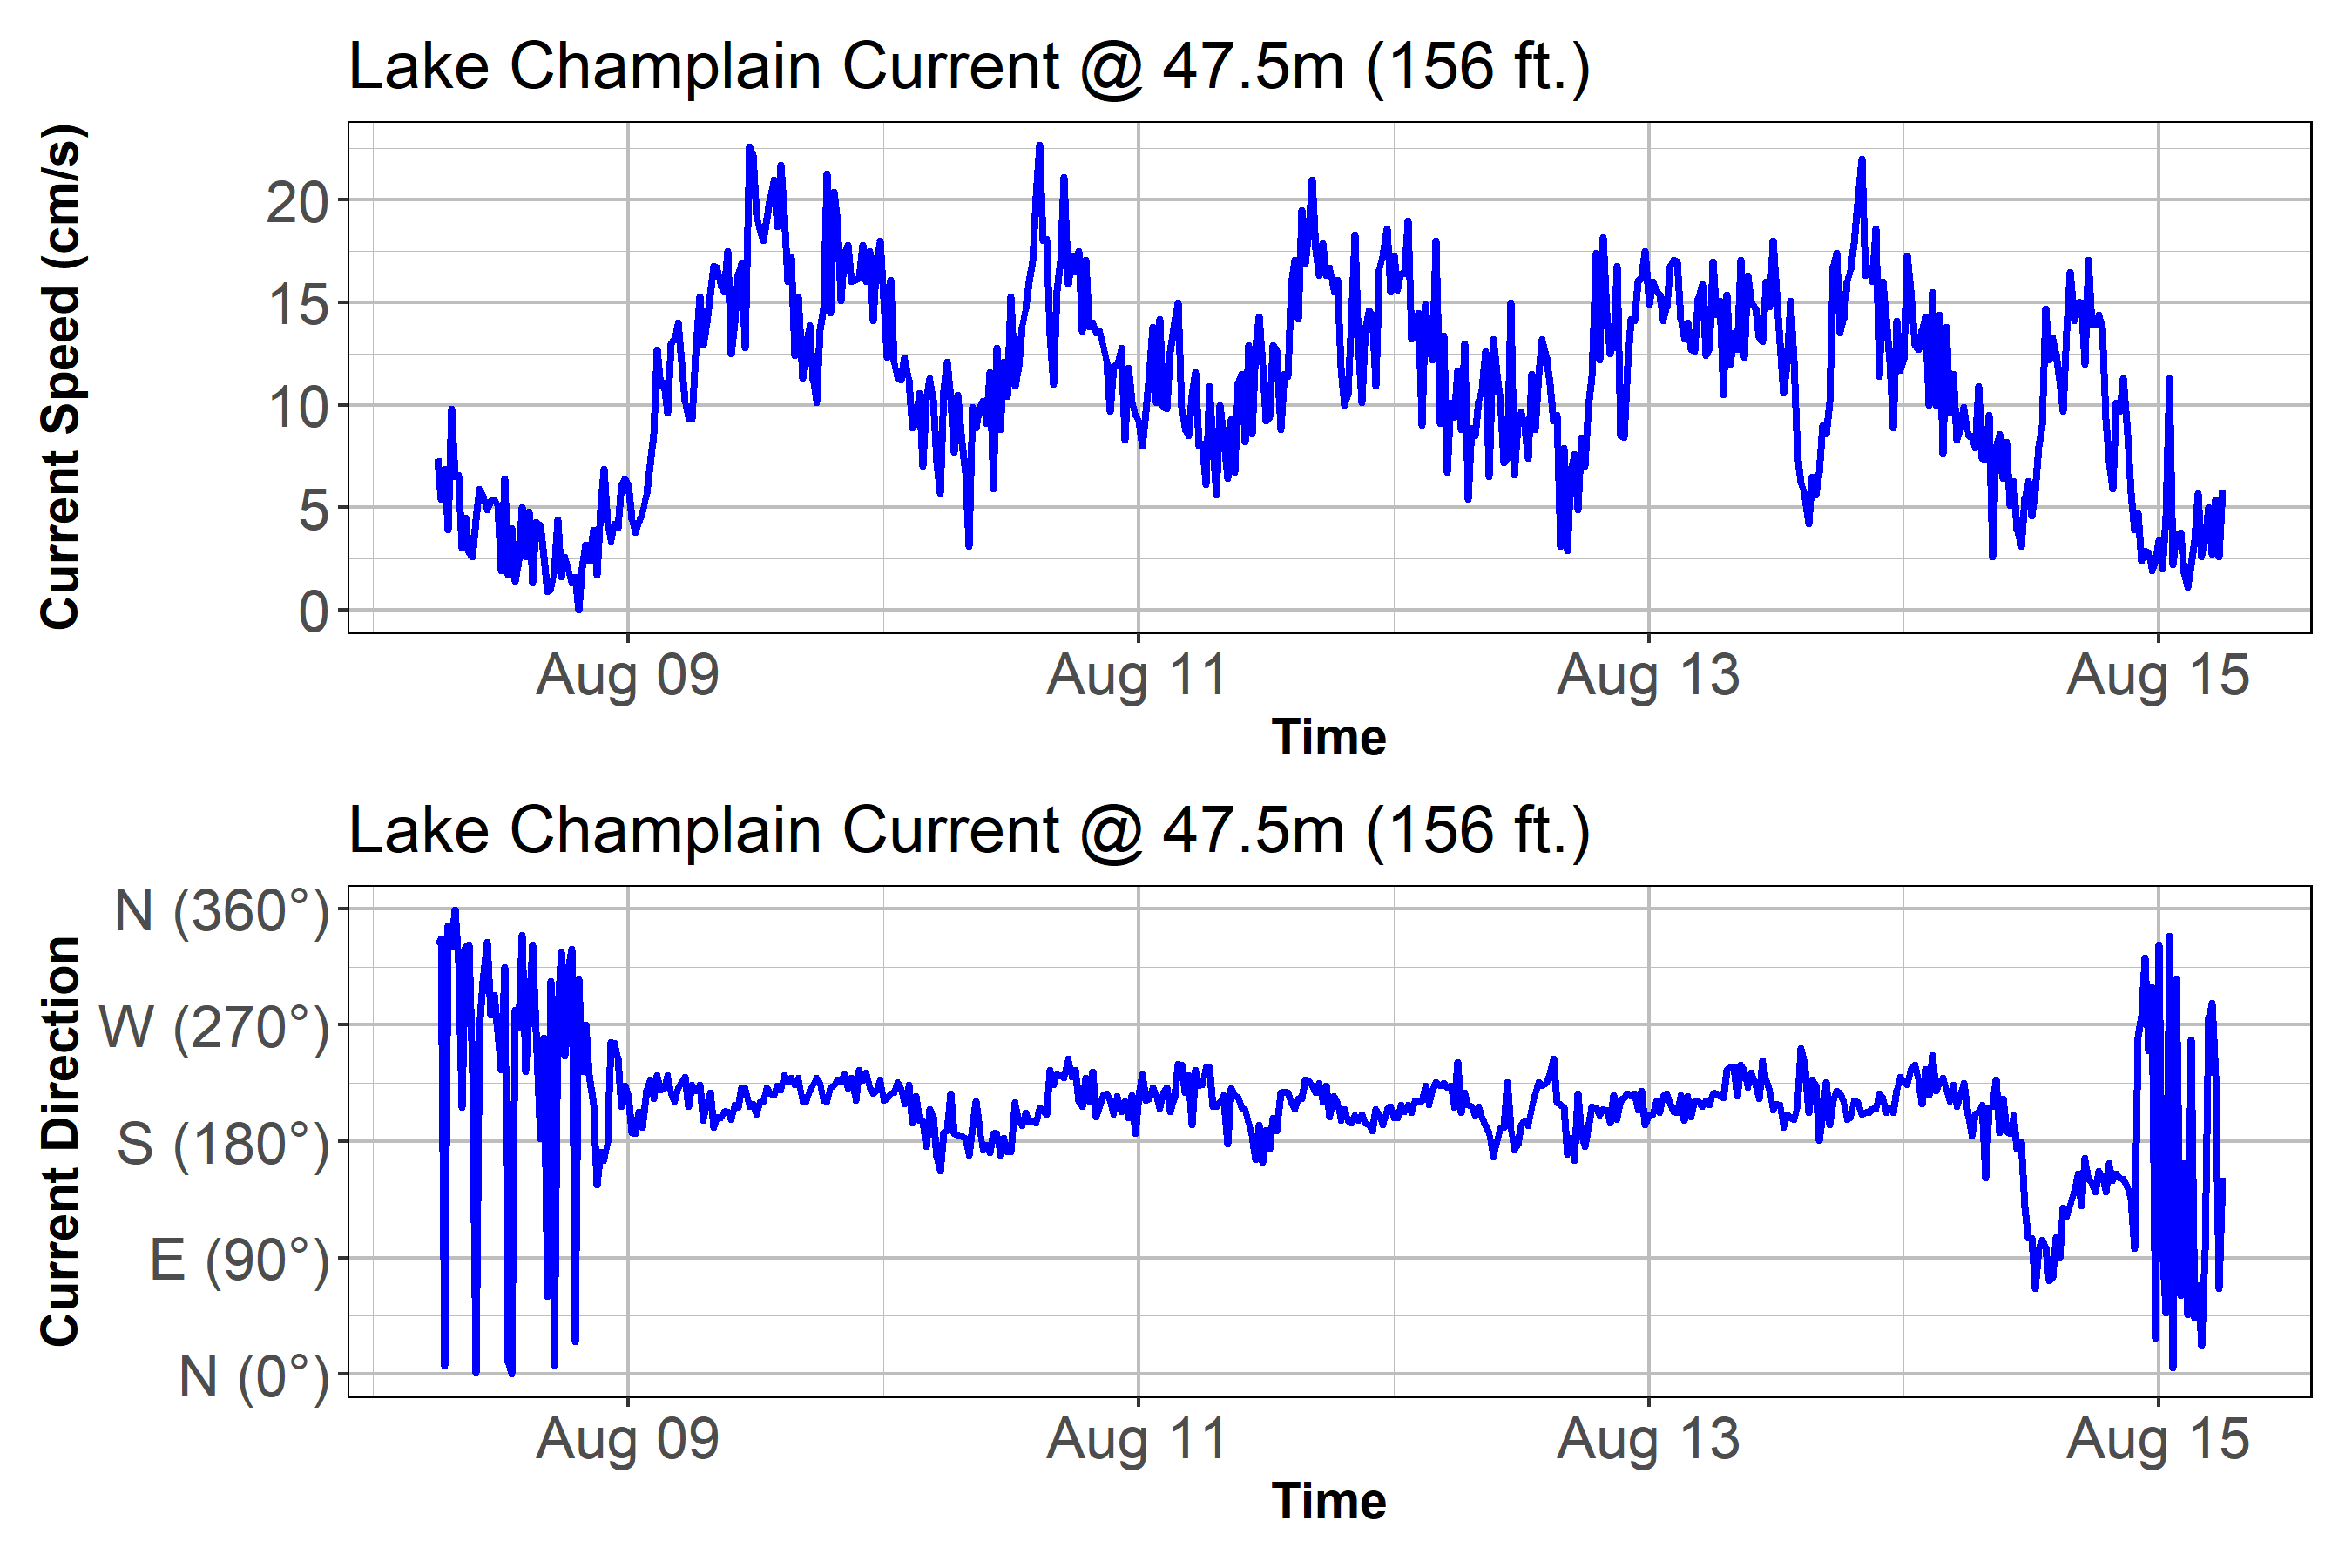 Lake Champlain Current @ 47.5m (156 ft.)
Current Speed (cm/s)
20
15
10
5
0
Aug 09 Aug 11 Aug 13 Aug 15
Time
Lake Champlain Current @ 47.5m (156 ft.)
Current Direction
N (360°)
W (270°)
S (180°)
E (90°)
N (0°)
Aug 09 Aug 11 Aug 13 Aug 15
Time